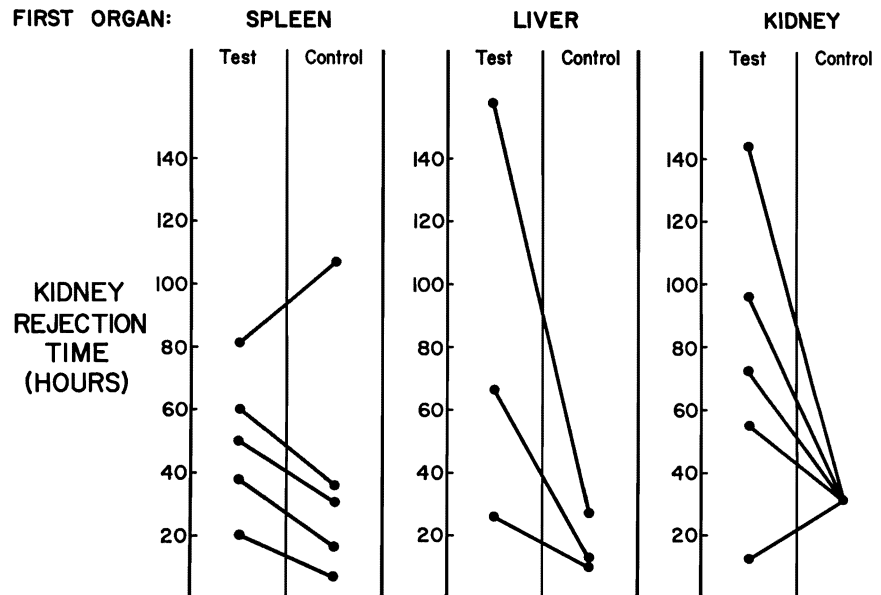 FIRST ORGAN: SPLEEN LIVER KIDNEY
Test Control Test Control Test Control
140 140 140
120 120 120
100 100 100
KIDNEY
REJECTION
TIME
(HOURS)
80 80 80
60 60 60
40 40 40
20 20 20